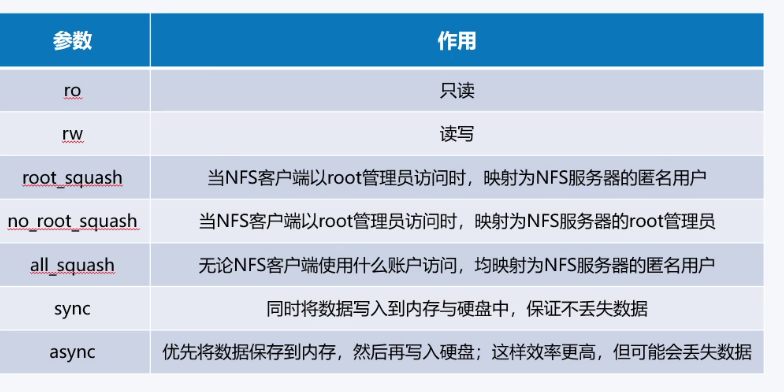 参数 作用
ro 只读
rw 读写
root_squash 当NFS客户端以root管理员访问时，映射为NFS服务器的匿名用户
no_root_squash 当NFS客户端以root管理员访问时，映射为NFS服务器的root管理员
all_squash 无论NFS客户端使用什么账户访问，均映射为NFS服务器的匿名用户
sync 同时将数据写入到内存与硬盘中，保证不丢失数据
async 优先将数据保存到内存，然后再写入硬盘；这样效率更高，但可能会丢失数据